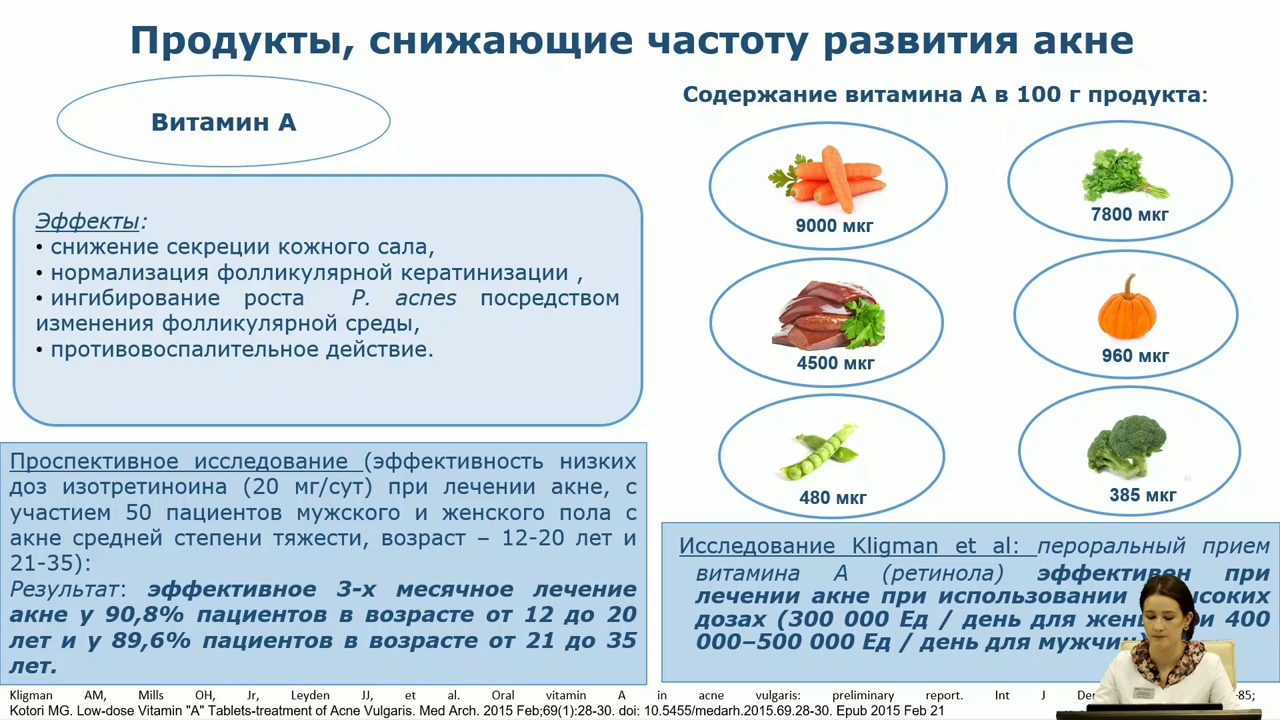 Продукты, снижающие частоту развития акне
Витамин А
Эффекты:
• снижение секреции кожного сала,
• нормализация фолликулярной кератинизации ,
• ингибирование роста P. acnes посредством
изменения фолликулярной среды,
• противовоспалительное действие.
Проспективное исследование (эффективность низких
доз изотретиноина (20 мг/сут) при лечении акне, с
участием 50 пациентов мужского и женского пола с
акне средней степени тяжести, возраст – 12-20 лет и
21-35):
Результат: эффективное 3-х месячное лечение
акне у 90,8% пациентов в возрасте от 12 до 20
лет и у 89,6% пациентов в возрасте от 21 до 35
лет.
Содержание витамина А в 100 г продукта:
9000 мкг
7800 мкг
4500 мкг
960 мкг
480 мкг
385 мкг
Исследование Kligman et al: пероральный прием
витамина А (ретинола) эффективен при
лечении акне при использовании высоких
дозах (300 000 Ед / день для и 400
000–500 000 Ед / день для мужчин
Kligman AM, Mills OH, Jr, Leyden JJ, et al. Oral vitamin A in acne vulgaris: preliminary report. Int J 85;
Kotori MG. Low-dose Vitamin "A" Tablets-treatment of Acne Vulgaris. Med Arch. 2015 Feb;69(1):28-30. doi: 10.5455/medarh.2015.69.28-30. Epub 2015 Feb 21